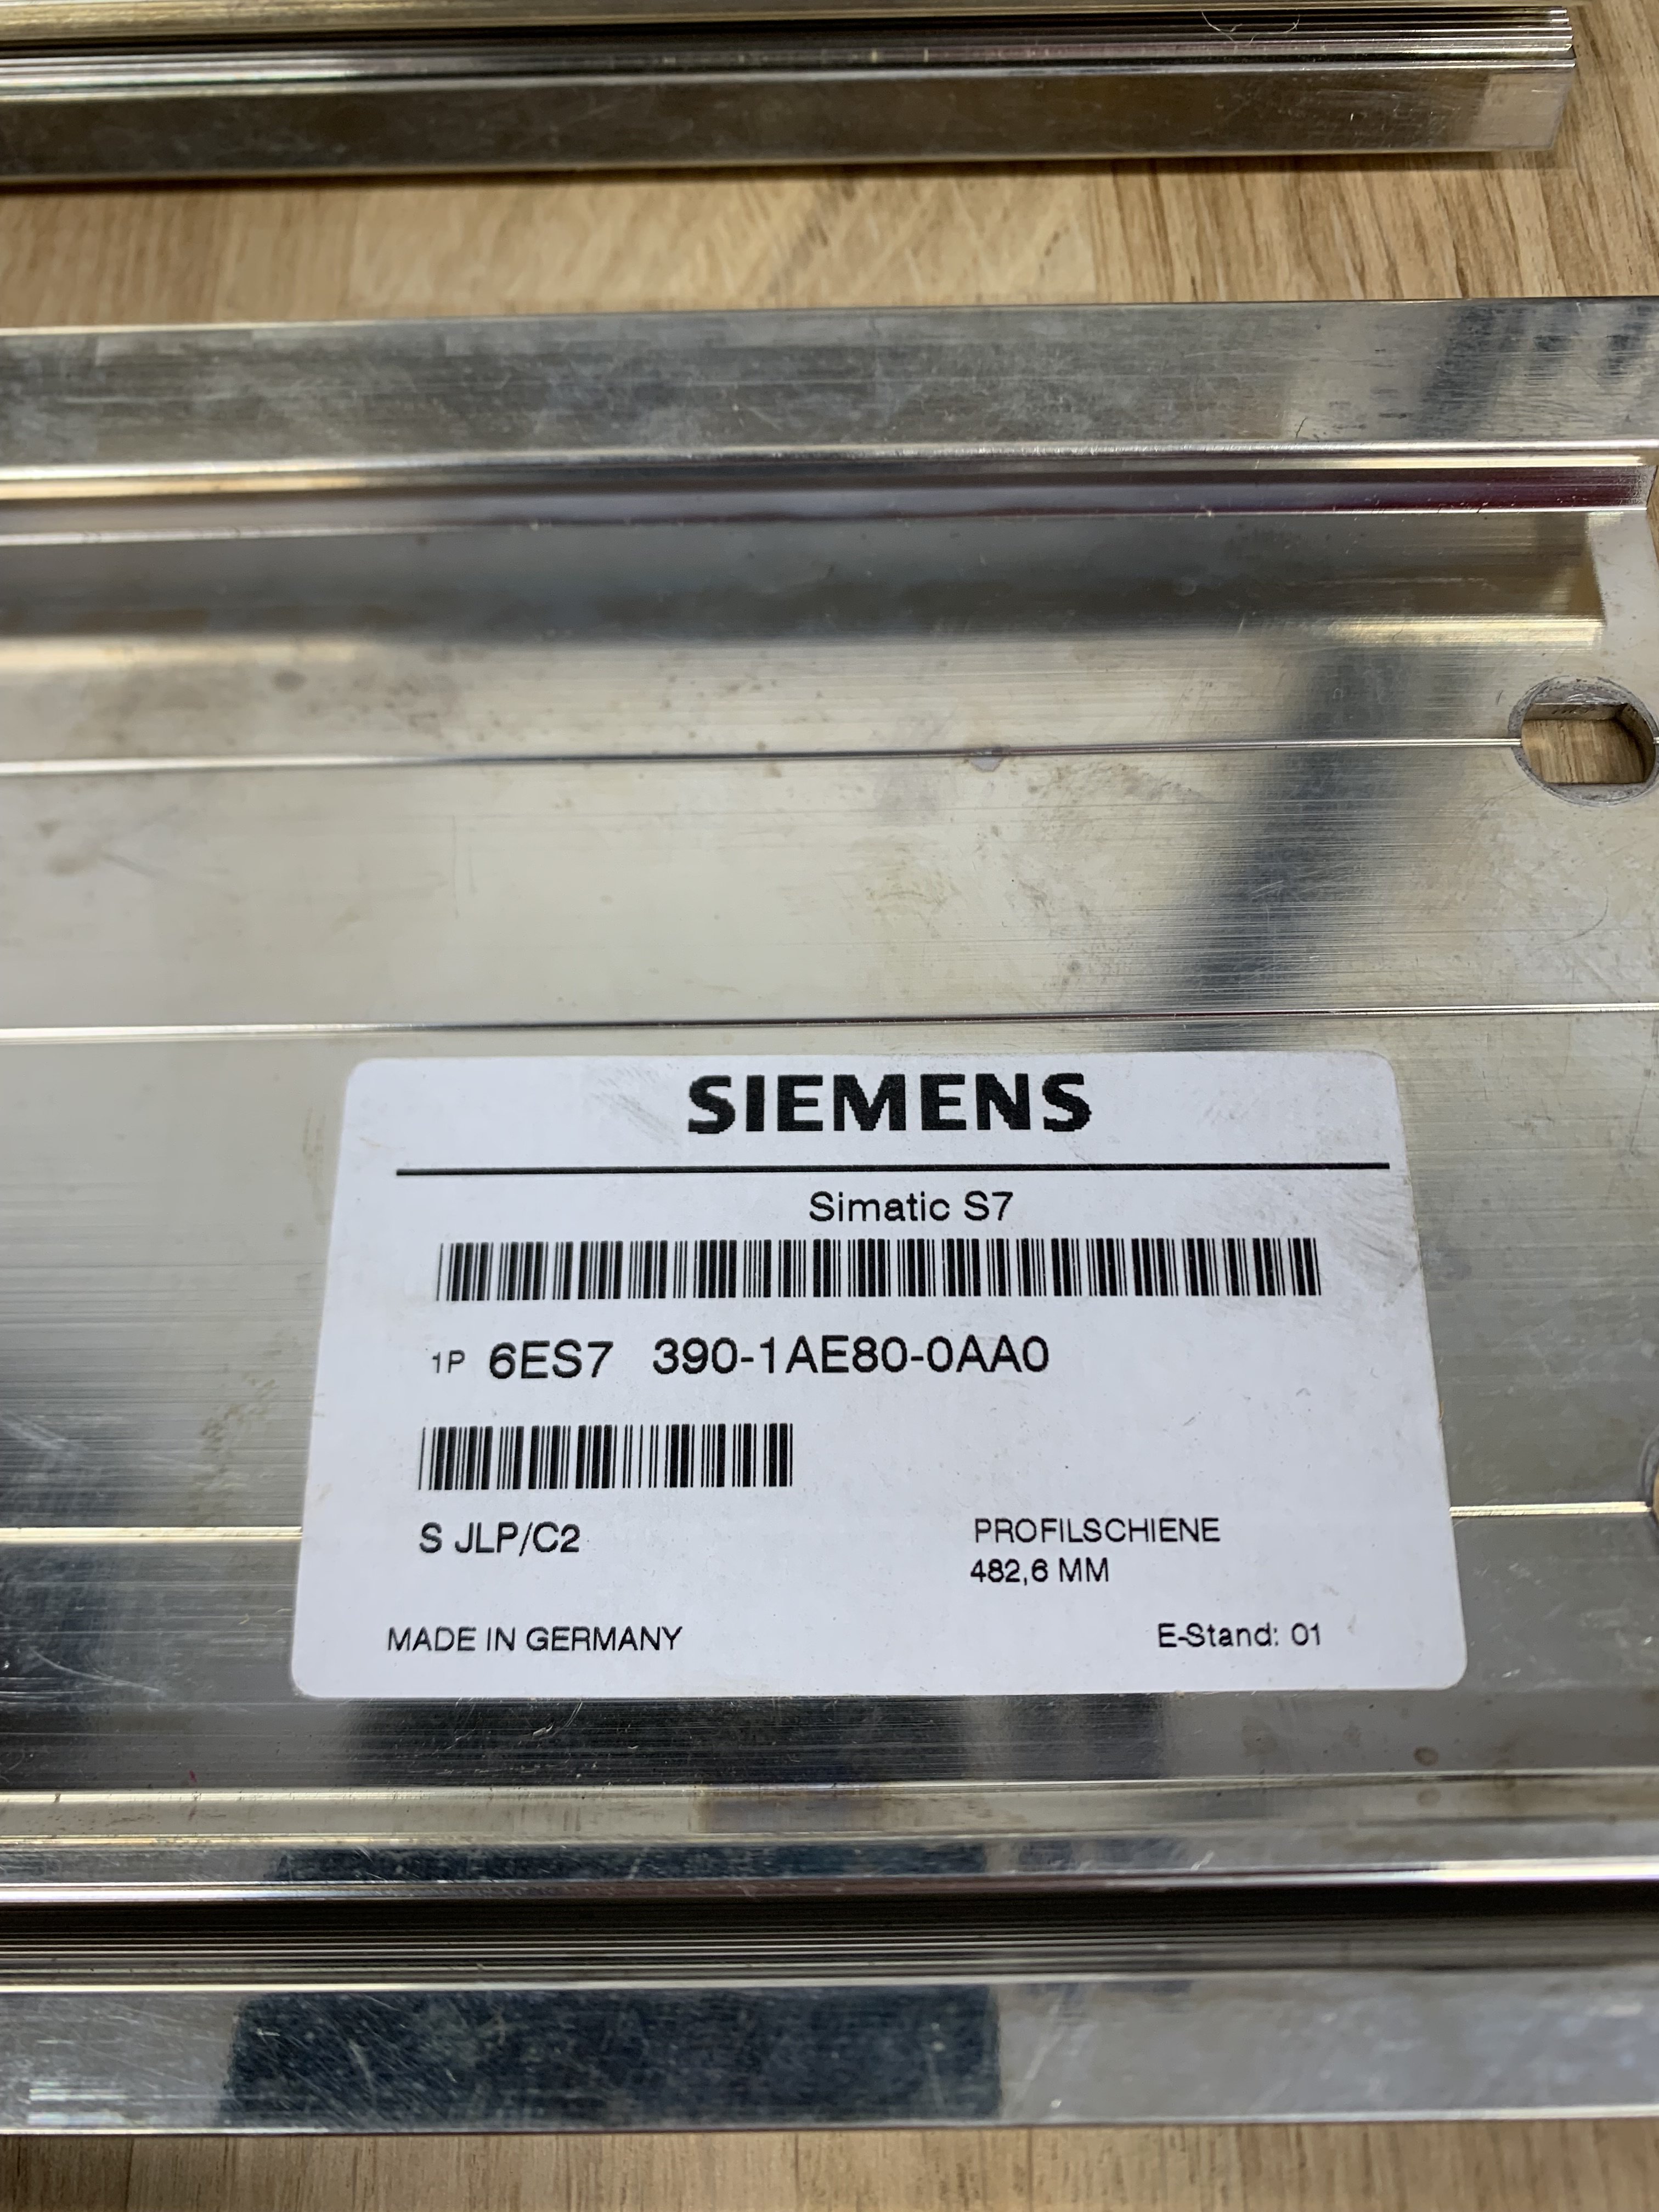 SIEMENS
Simatic S7
1P 6ES7 390-1AE80-0AA0
S JLP/C2
PROFILSCHIENE
482,6 MM
MADE IN GERMANY
E-Stand: 01